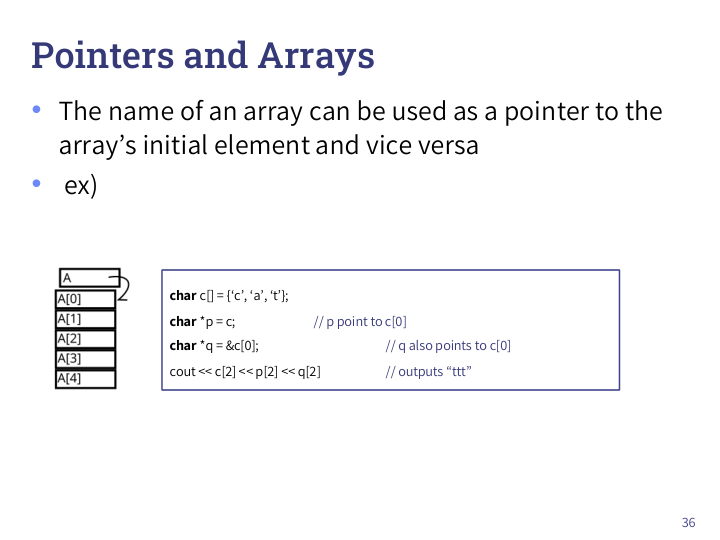 Pointers and Arrays
• The name of an array can be used as a pointer to the
array’s initial element and vice versa
• ex)
A
A[0]
A[1]
A[2]
A[3]
A[4]
char c[] = {‘c’, ‘a’, ‘t’};
char *p = c; // p point to c[0]
char *q = &c[0]; // q also points to c[0]
cout << c[2] << p[2] << q[2] // outputs “ttt”
36